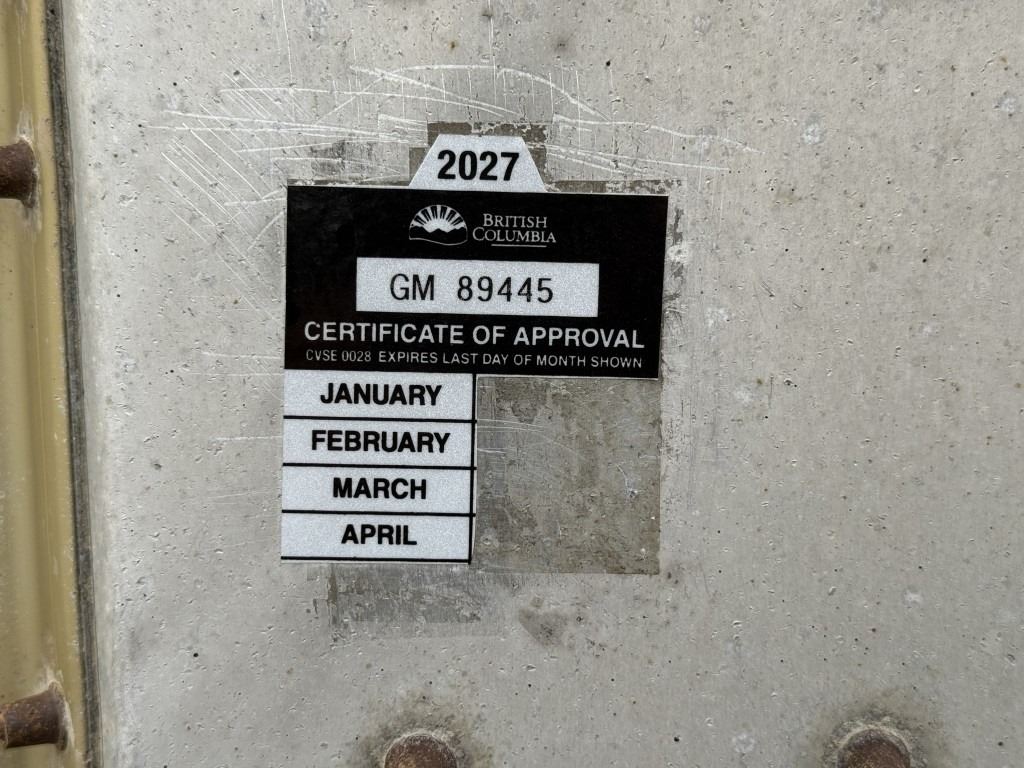 2027
BRITISH
COLUMBIA
GM 89445
CERTIFICATE OF APPROVAL
CVSE 0028 EXPIRES LAST DAY OF MONTH SHOWN
JANUARY
FEBRUARY
MARCH
APRIL